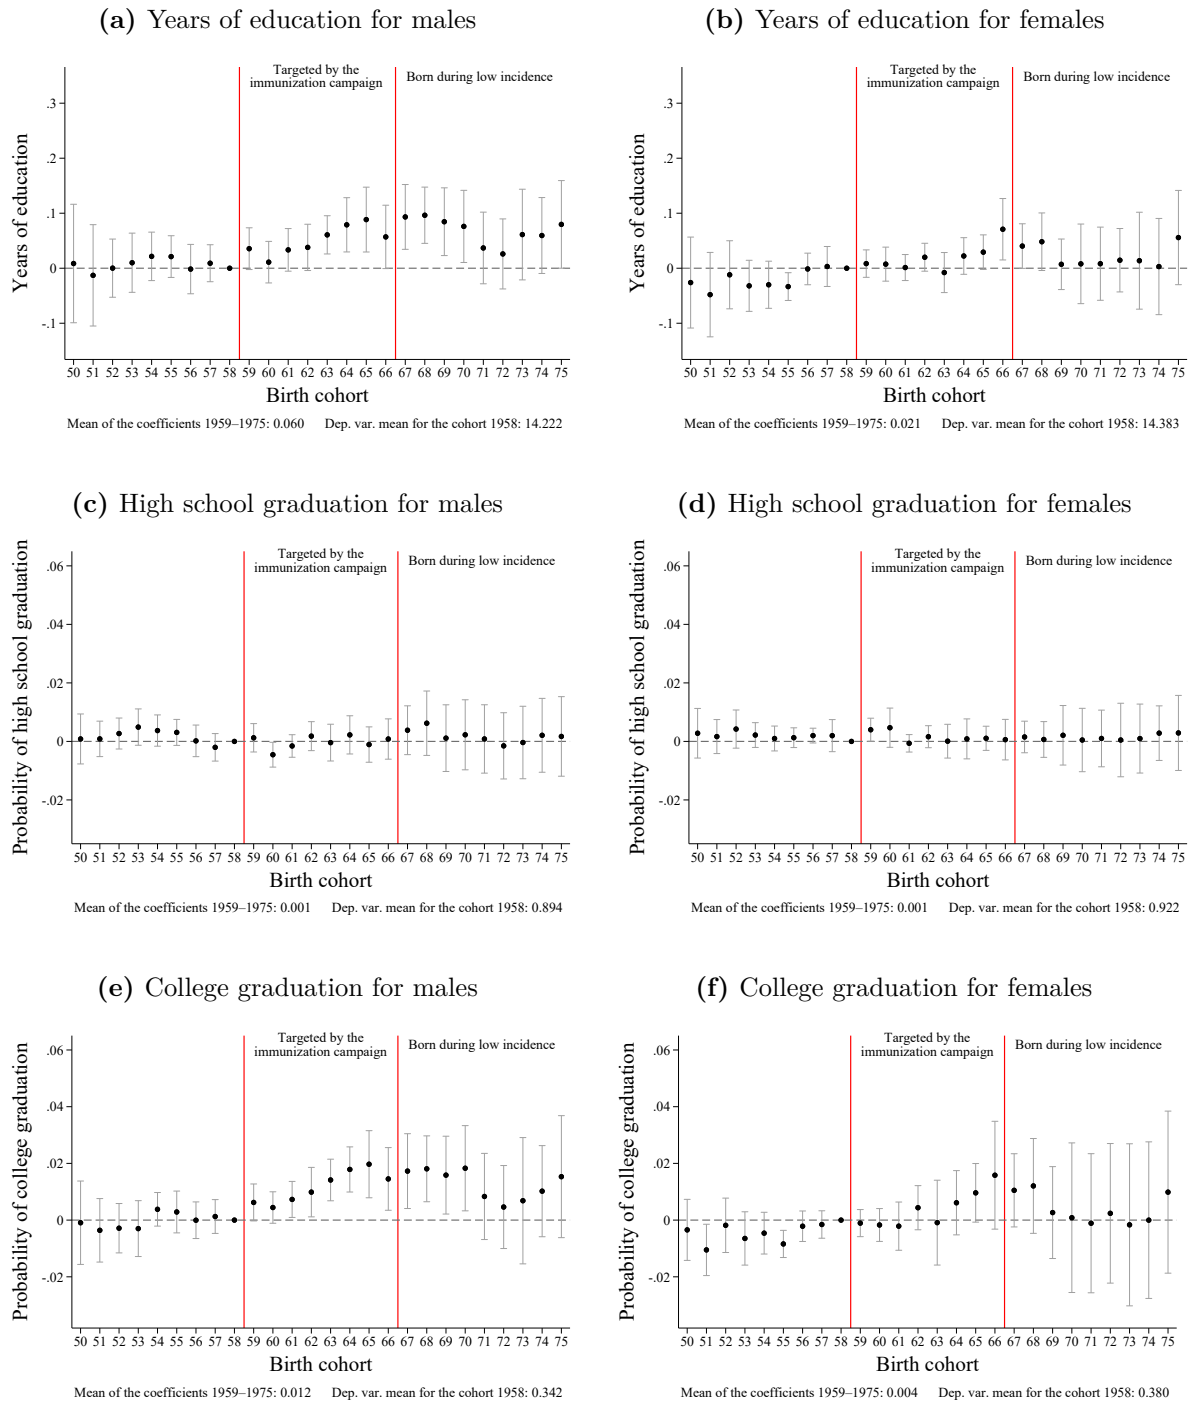 (a) Years of education for males
Targeted by the
immunization campaign
Born during low incidence
Years of education
.3
.2
.1
0
-.1
50 51 52 53 54 55 56 57 58 59 60 61 62 63 64 65 66 67 68 69 70 71 72 73 74 75
Birth cohort
Mean of the coefficients 1959–1975: 0.060 Dep. var. mean for the cohort 1958: 14.222
(b) Years of education for females
Targeted by the
immunization campaign
Born during low incidence
Years of education
.3
.2
.1
0
-.1
50 51 52 53 54 55 56 57 58 59 60 61 62 63 64 65 66 67 68 69 70 71 72 73 74 75
Birth cohort
Mean of the coefficients 1959–1975: 0.021 Dep. var. mean for the cohort 1958: 14.383
(c) High school graduation for males
Targeted by the
immunization campaign
Born during low incidence
Probability of high school graduation
.06
.04
.02
0
-.02
50 51 52 53 54 55 56 57 58 59 60 61 62 63 64 65 66 67 68 69 70 71 72 73 74 75
Birth cohort
Mean of the coefficients 1959–1975: 0.001 Dep. var. mean for the cohort 1958: 0.894
(d) High school graduation for females
Targeted by the
immunization campaign
Born during low incidence
Probability of high school graduation
.06
.04
.02
0
-.02
50 51 52 53 54 55 56 57 58 59 60 61 62 63 64 65 66 67 68 69 70 71 72 73 74 75
Birth cohort
Mean of the coefficients 1959–1975: 0.001 Dep. var. mean for the cohort 1958: 0.922
(e) College graduation for males
Targeted by the
immunization campaign
Born during low incidence
Probability of college graduation
.06
.04
.02
0
-.02
50 51 52 53 54 55 56 57 58 59 60 61 62 63 64 65 66 67 68 69 70 71 72 73 74 75
Birth cohort
Mean of the coefficients 1959–1975: 0.012 Dep. var. mean for the cohort 1958: 0.342
(f) College graduation for females
Targeted by the
immunization campaign
Born during low incidence
Probability of college graduation
.06
.04
.02
0
-.02
50 51 52 53 54 55 56 57 58 59 60 61 62 63 64 65 66 67 68 69 70 71 72 73 74 75
Birth cohort
Mean of the coefficients 1959–1975: 0.004 Dep. var. mean for the cohort 1958: 0.380